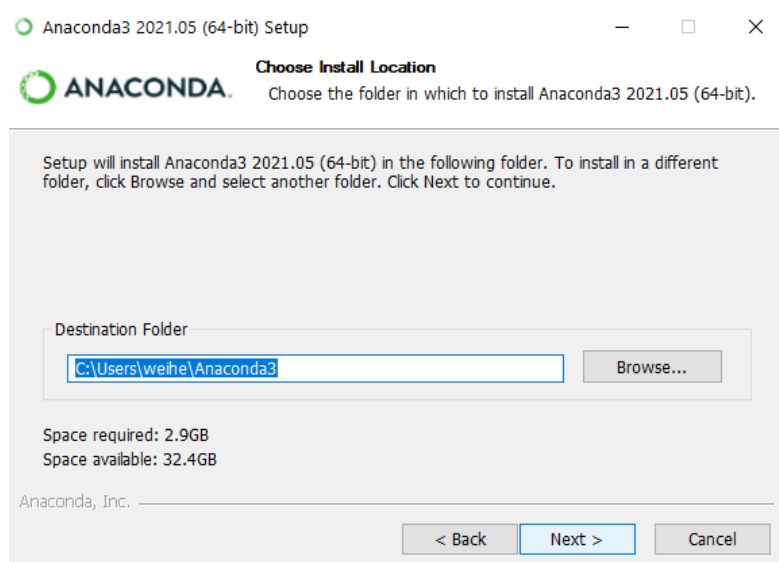 Anaconda3 2021.05 (64-bit) Setup
ANACONDA.
Choose Install Location
Choose the folder in which to install Anaconda3 2021.05 (64-bit).
Setup will install Anaconda3 2021.05 (64-bit) in the following folder. To install in a different
folder, click Browse and select another folder. Click Next to continue.
Destination Folder
C:\Users\weihe\Anaconda3
Browse...
Space required: 2.9GB
Space available: 32.4GB
Anaconda, Inc.
< Back
Next >
Cancel